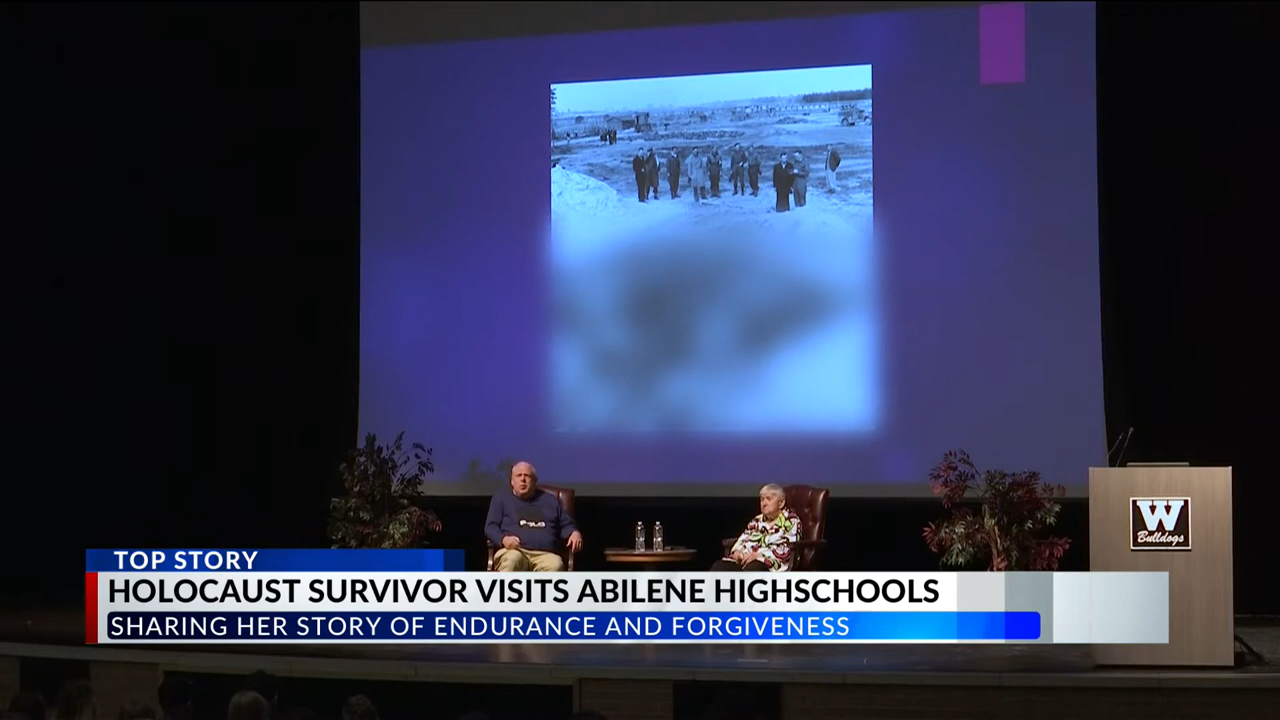 W
Bulldogs
TOP STORY
HOLOCAUST SURVIVOR VISITS ABILENE HIGHSCHOOLS
SHARING HER STORY OF ENDURANCE AND FORGIVENESS